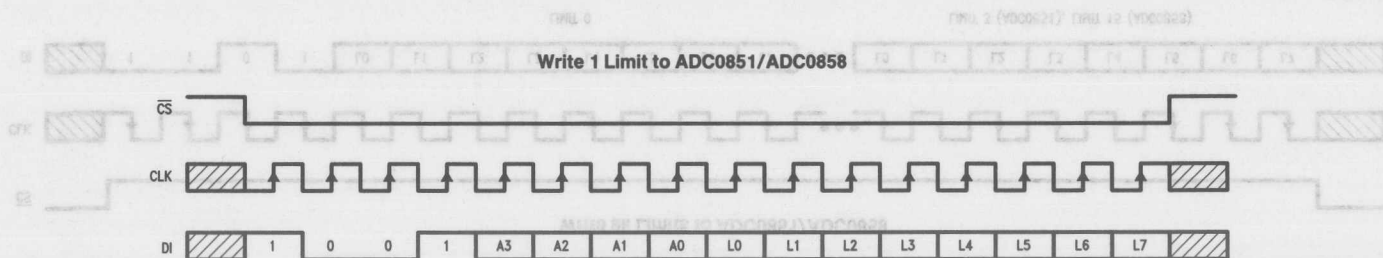 Write 1 Limit to ADC0851/ADC0858
CS
CLK
DI 1 0 0 1 A3 A2 A1 A0 L0 L1 L2 L3 L4 L5 L6 L7